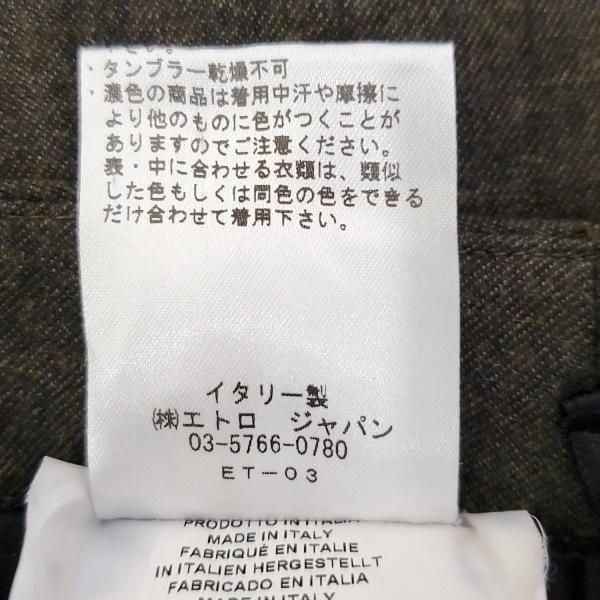 下さい。
・タンブラー乾燥不可
・濃色の商品は着用中汗や摩擦に
より他のものに色がつくことが
ありますのでご注意ください。
表・中に合わせる衣類は、類似
した色もしくは同色の色をできる
だけ合わせて着用下さい。
イタリー製
㈱エトロ ジャパン
03-5766-0780
ET-03
PRODOTTO IN ITALIA
MADE IN ITALY
FABRIQUÉ EN ITALIE
IN ITALIEN HERGESTELLT
FABRICADO EN ITALIA
MADE IN ITALY